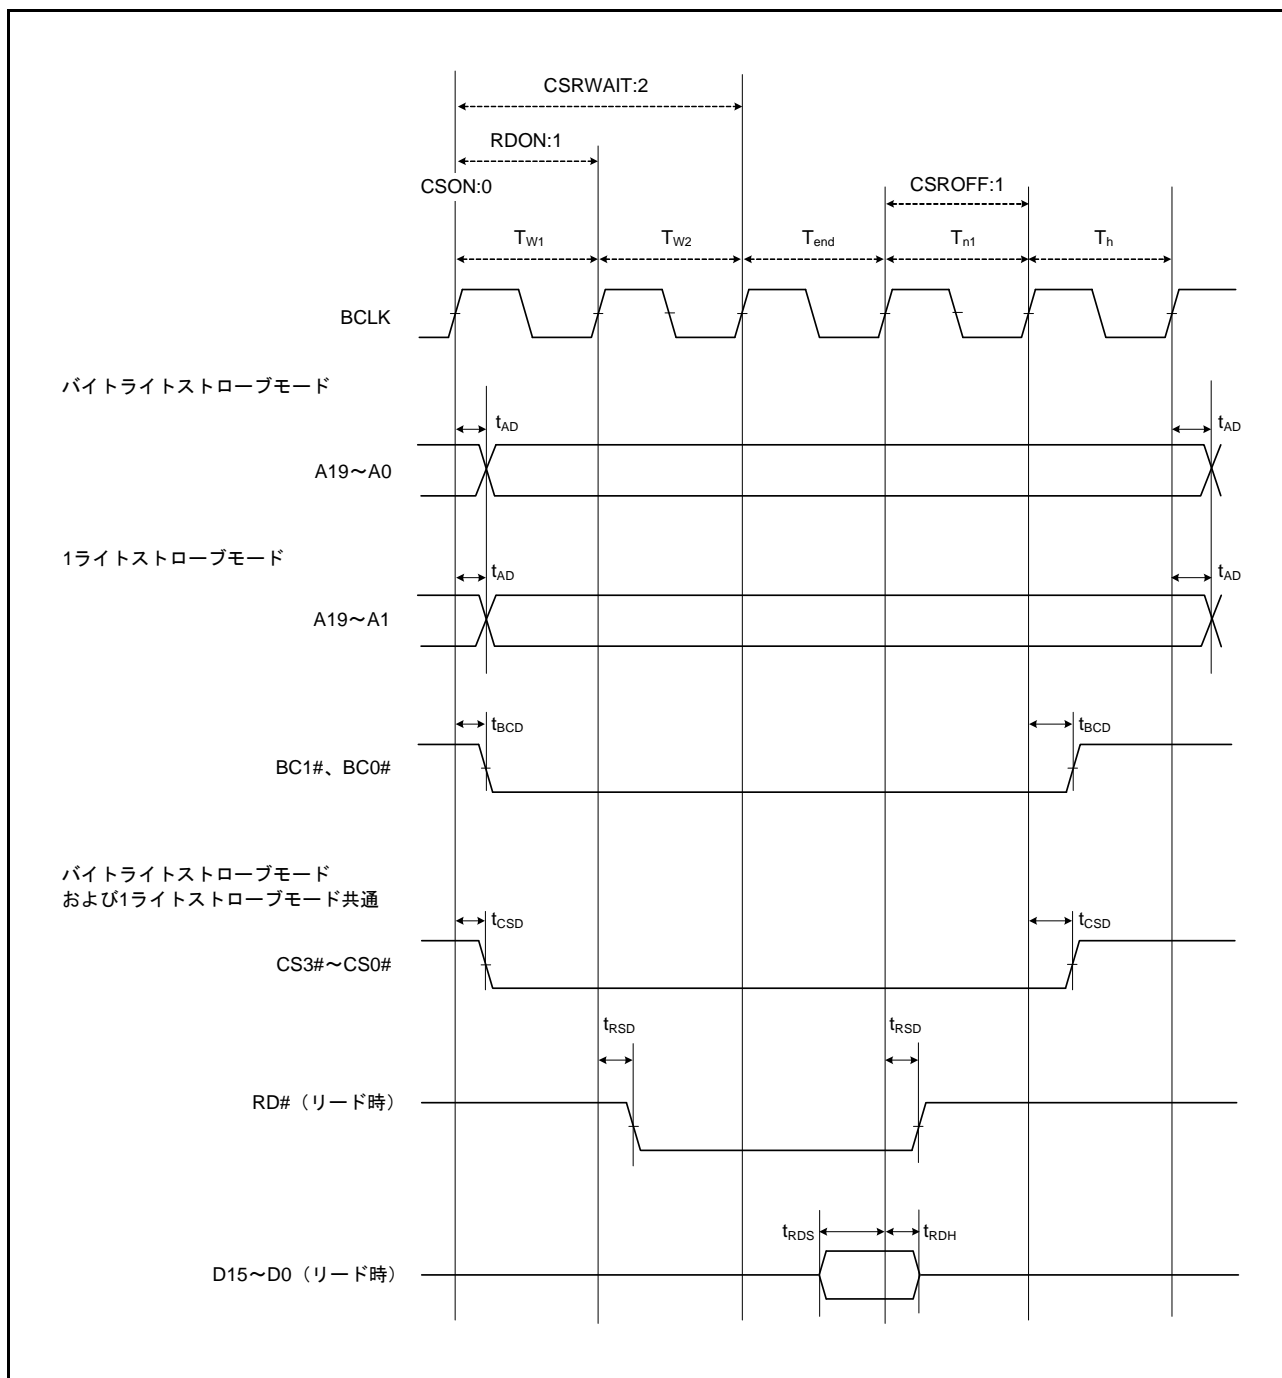 CSRWAIT:2
RDON:1
CSON:0
CSROFF:1
TW1 TW2 Tend Tn1 Th
BCLK
バイトライトストローブモード
tAD tAD
A19～A0
1ライトストローブモード
tAD tAD
A19～A1
tBCD tBCD
BC1#、BC0#
バイトライトストローブモード
および1ライトストローブモード共通
tCSD tCSD
CS3#～CS0#
tRSD tRSD
RD#（リード時）
tRDS tRDH
D15～D0（リード時）